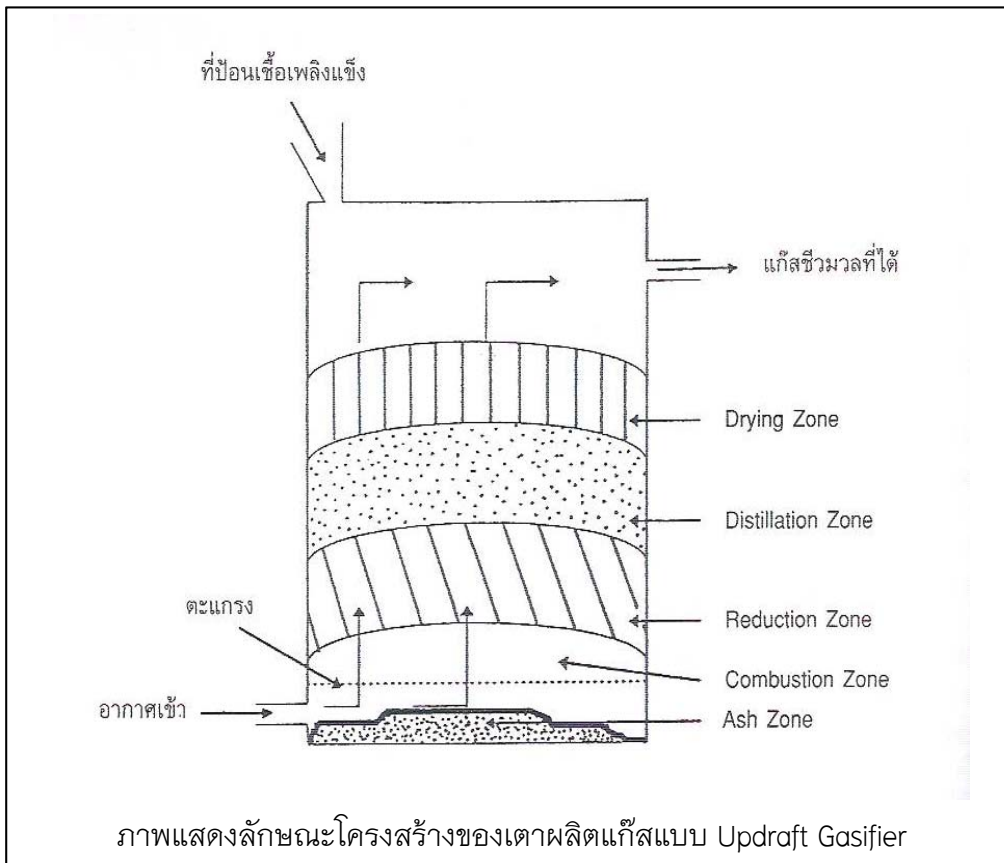 ที่ป้อนเชื้อเพลิงแข็ง
แก๊สชีวมวลที่ได้
Drying Zone
Distillation Zone
ตะแกรง
Reduction Zone
Combustion Zone
อากาศเข้า
Ash Zone
ภาพแสดงลักษณะโครงสร้างของเตาผลิตแก๊สแบบ Updraft Gasifier